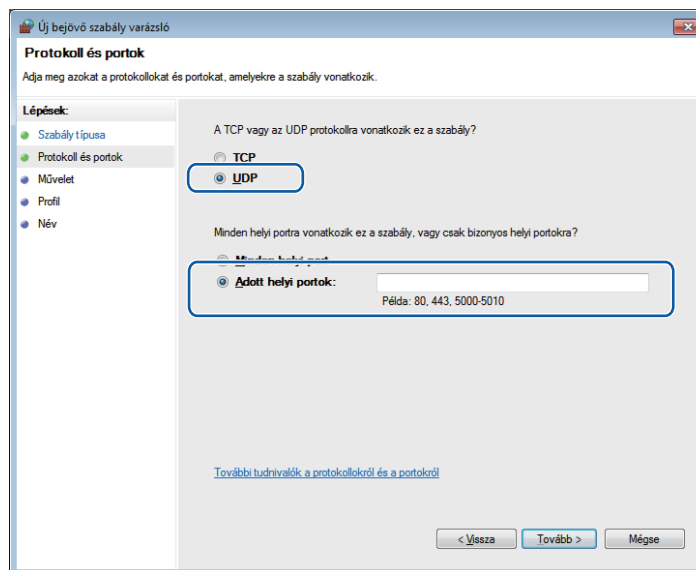 Új bejövő szabály varázsló
Protokoll és portok
Adja meg azokat a protokollokat és portokat, amelyekre a szabály vonatkozik.
Lépések:
Szabály típusa
Protokoll és portok
Művelet
Profil
Név
A TCP vagy az UDP protokollra vonatkozik ez a szabály?
TCP
UDP
Minden helyi portra vonatkozik ez a szabály, vagy csak bizonyos helyi portokra?
Minden helyi port
Adott helyi portok:
Példa: 80, 443, 5000-5010
További tudnivalók a protokollokról és a portokról
< Vissza
Tovább >
Mégse